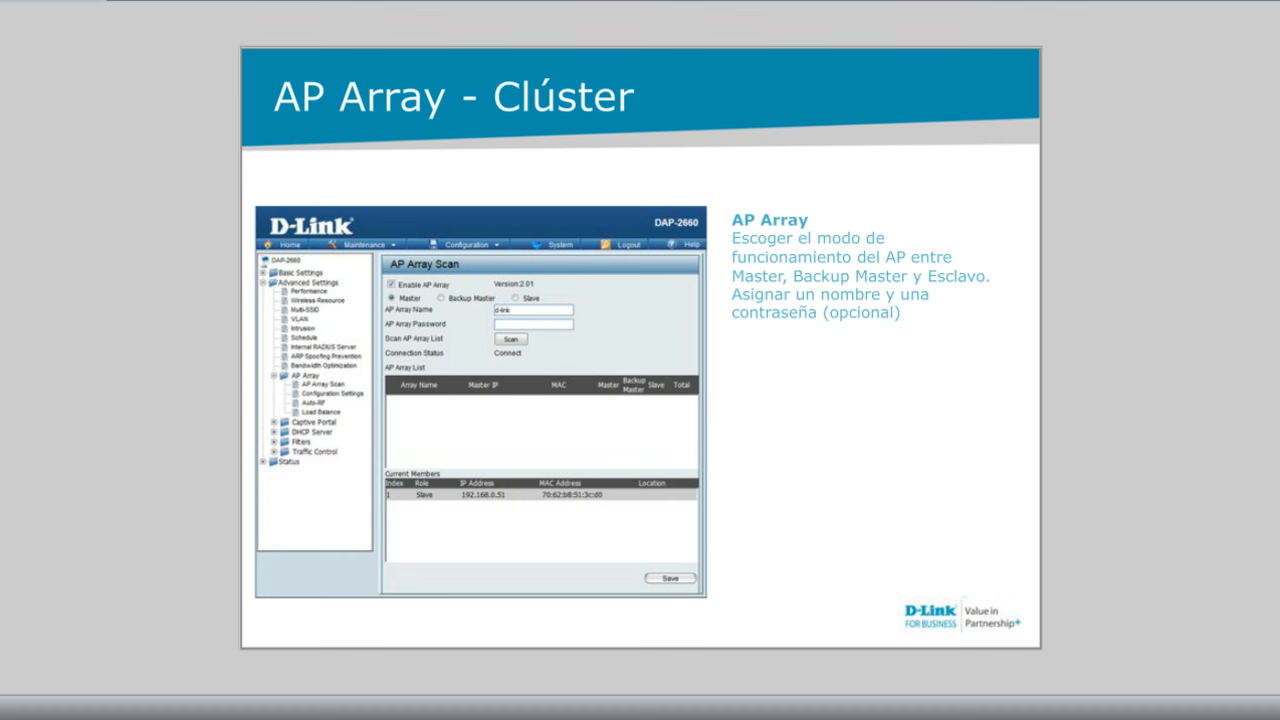 AP Array - Clúster
D-Link
DAP-2660
Home Maintenance Configuration System Logout Help
DAP-2660
Basic Settings
Advanced Settings
Performance
Wireless Resource
Multi-SSID
VLAN
Intrusion
Schedule
Internal RADIUS Server
ARP Spoofing Prevention
Bandwidth Optimization
AP Array
AP Array Scan
Configuration Settings
Auto-RF
Load Balance
Captive Portal
DHCP Server
Filters
Traffic Control
Status
AP Array Scan
Enable AP Array Version:2.01
Master Backup Master Slave
AP Array Name d-link
AP Array Password
Scan AP Array List Scan
Connection Status Connect
AP Array List
Array Name Master IP MAC Master Backup Master Slave Total
Current Members
Index Role IP Address MAC Address Location
1 Slave 192.168.0.51 70:62:b8:51:3c:d0
Save
AP Array
Escoger el modo de
funcionamiento del AP entre
Master, Backup Master y Esclavo.
Asignar un nombre y una
contraseña (opcional)
D-Link Value in
FOR BUSINESS Partnership+